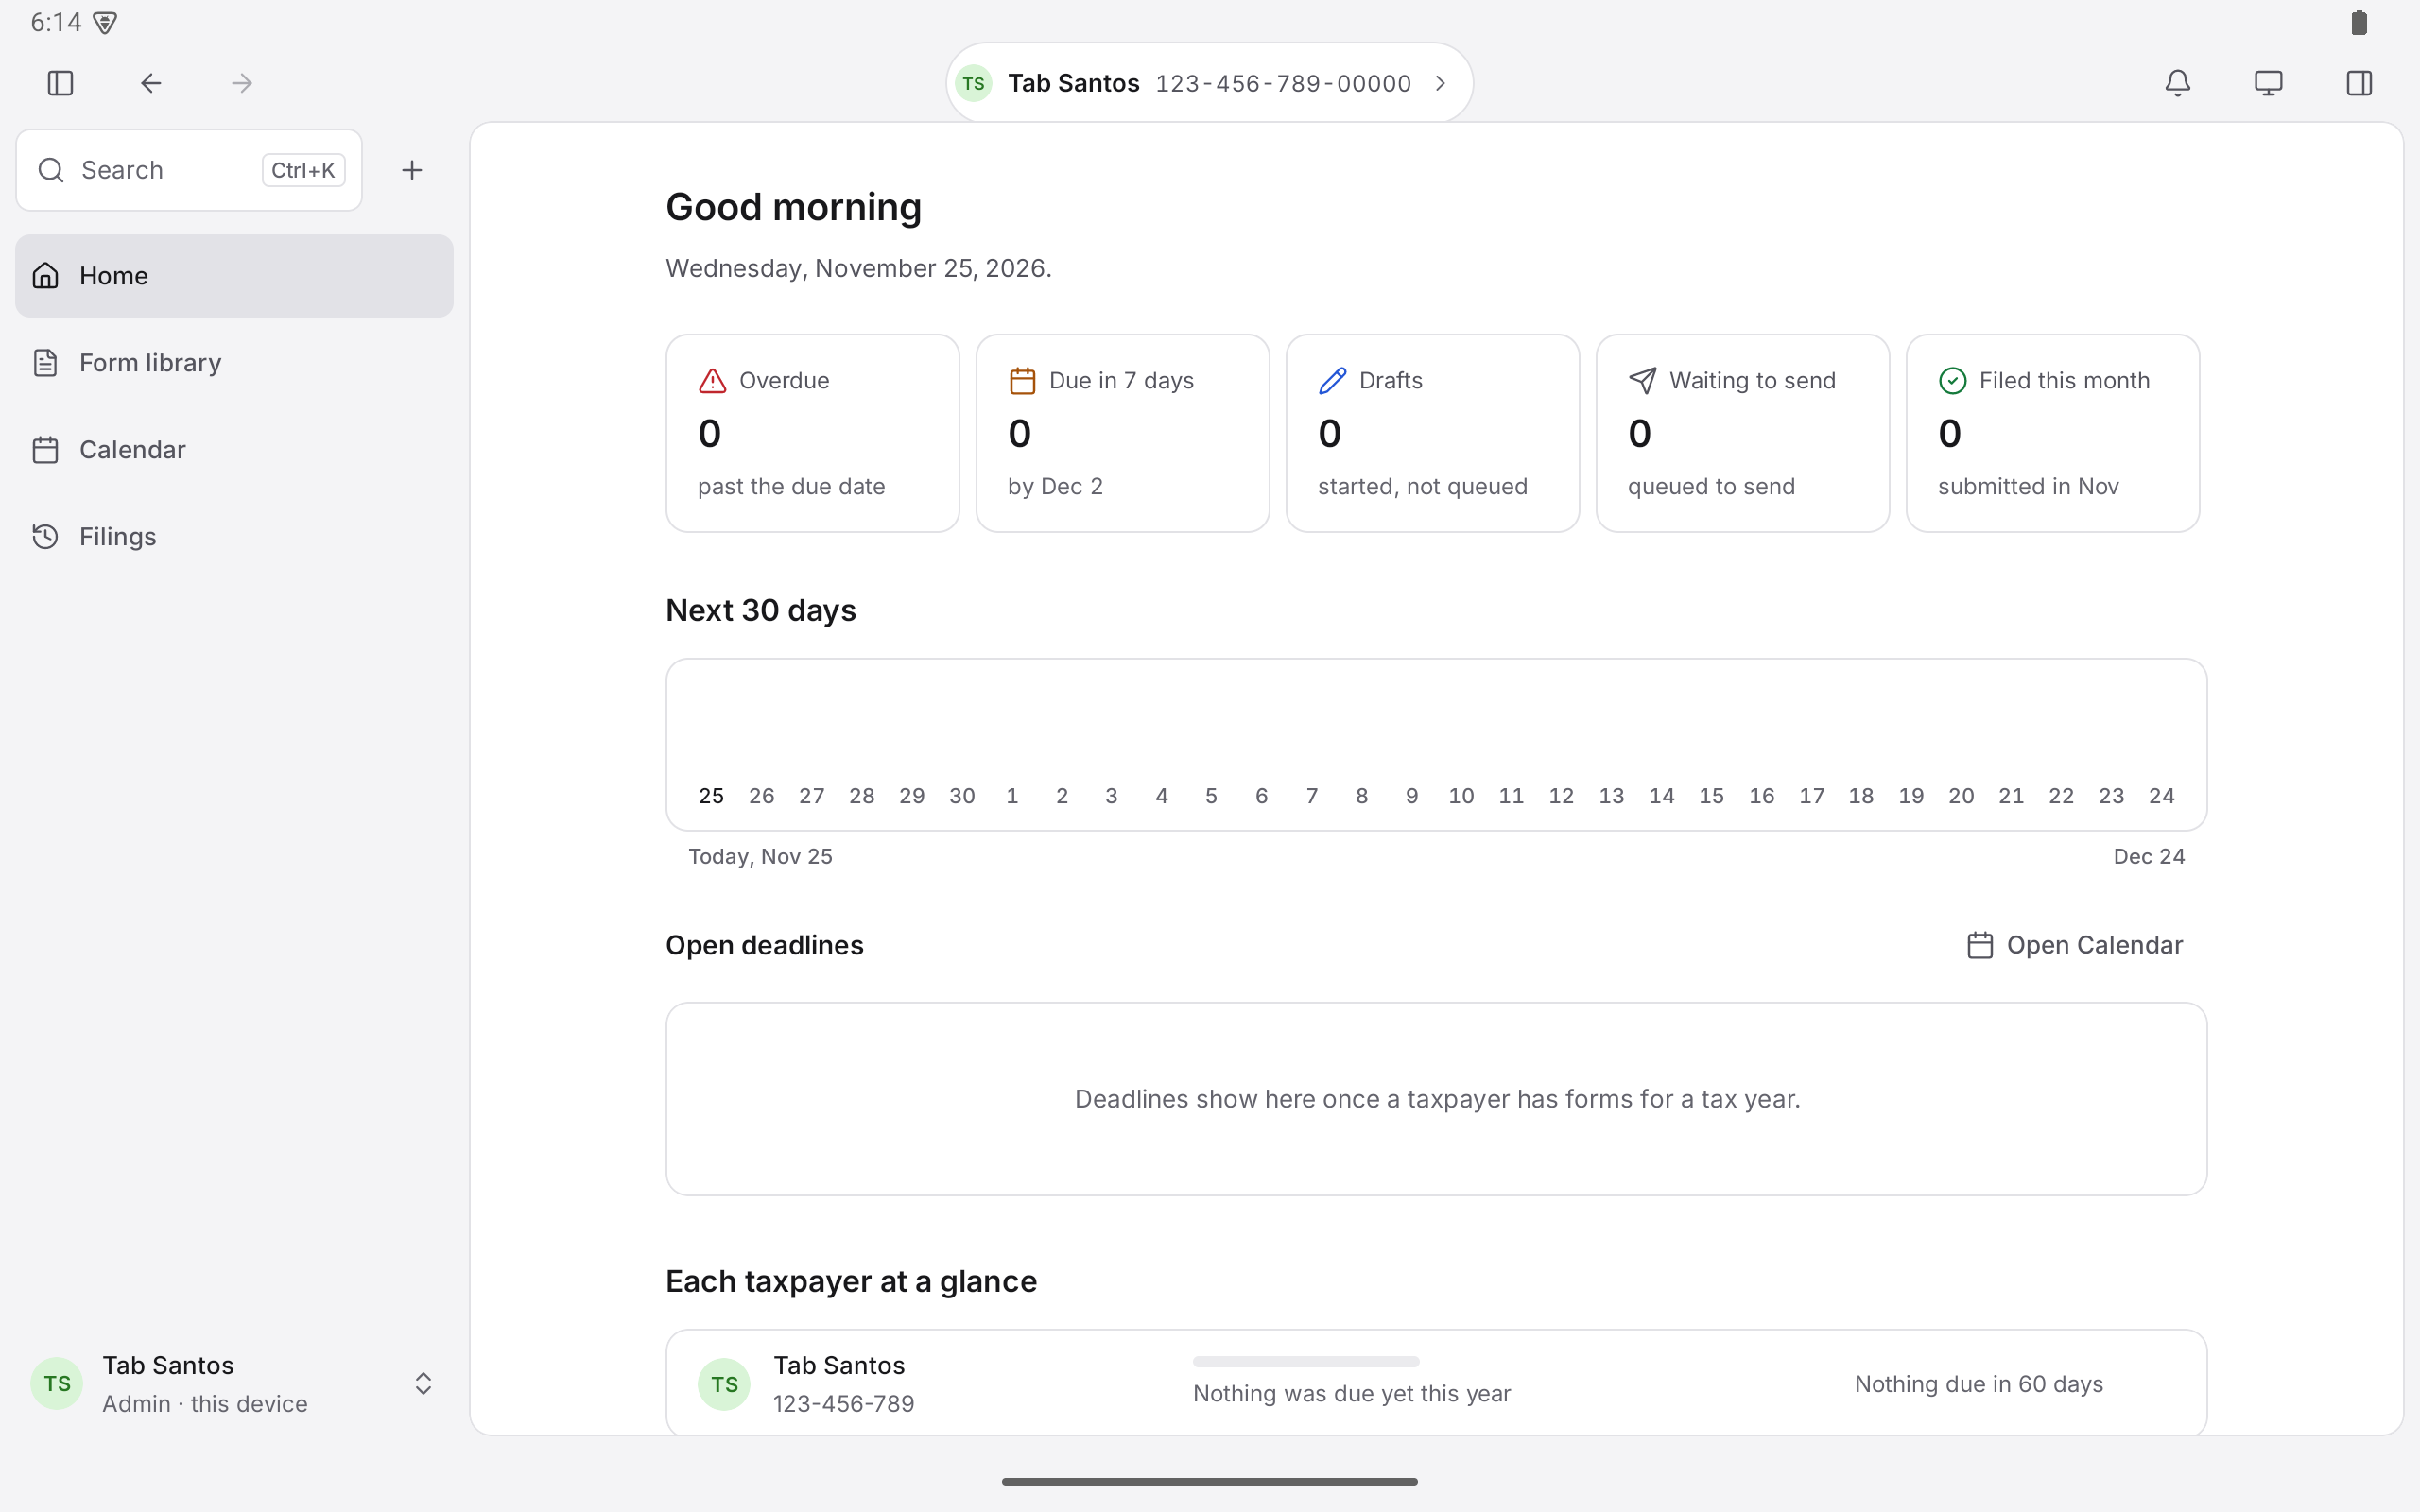 6:14
TS Tab Santos 123-456-789-00000
Search Ctrl+K
Home
Form library
Calendar
Filings
TS
Tab Santos
Admin · this device
Good morning
Wednesday, November 25, 2026.
Overdue
0
past the due date
Due in 7 days
0
by Dec 2
Drafts
0
started, not queued
Waiting to send
0
queued to send
Filed this month
0
submitted in Nov
Next 30 days
25 26 27 28 29 30 1 2 3 4 5 6 7 8 9 10 11 12 13 14 15 16 17 18 19 20 21 22 23 24
Today, Nov 25 Dec 24
Open deadlines Open Calendar
Deadlines show here once a taxpayer has forms for a tax year.
Each taxpayer at a glance
TS
Tab Santos
123-456-789
Nothing was due yet this year
Nothing due in 60 days